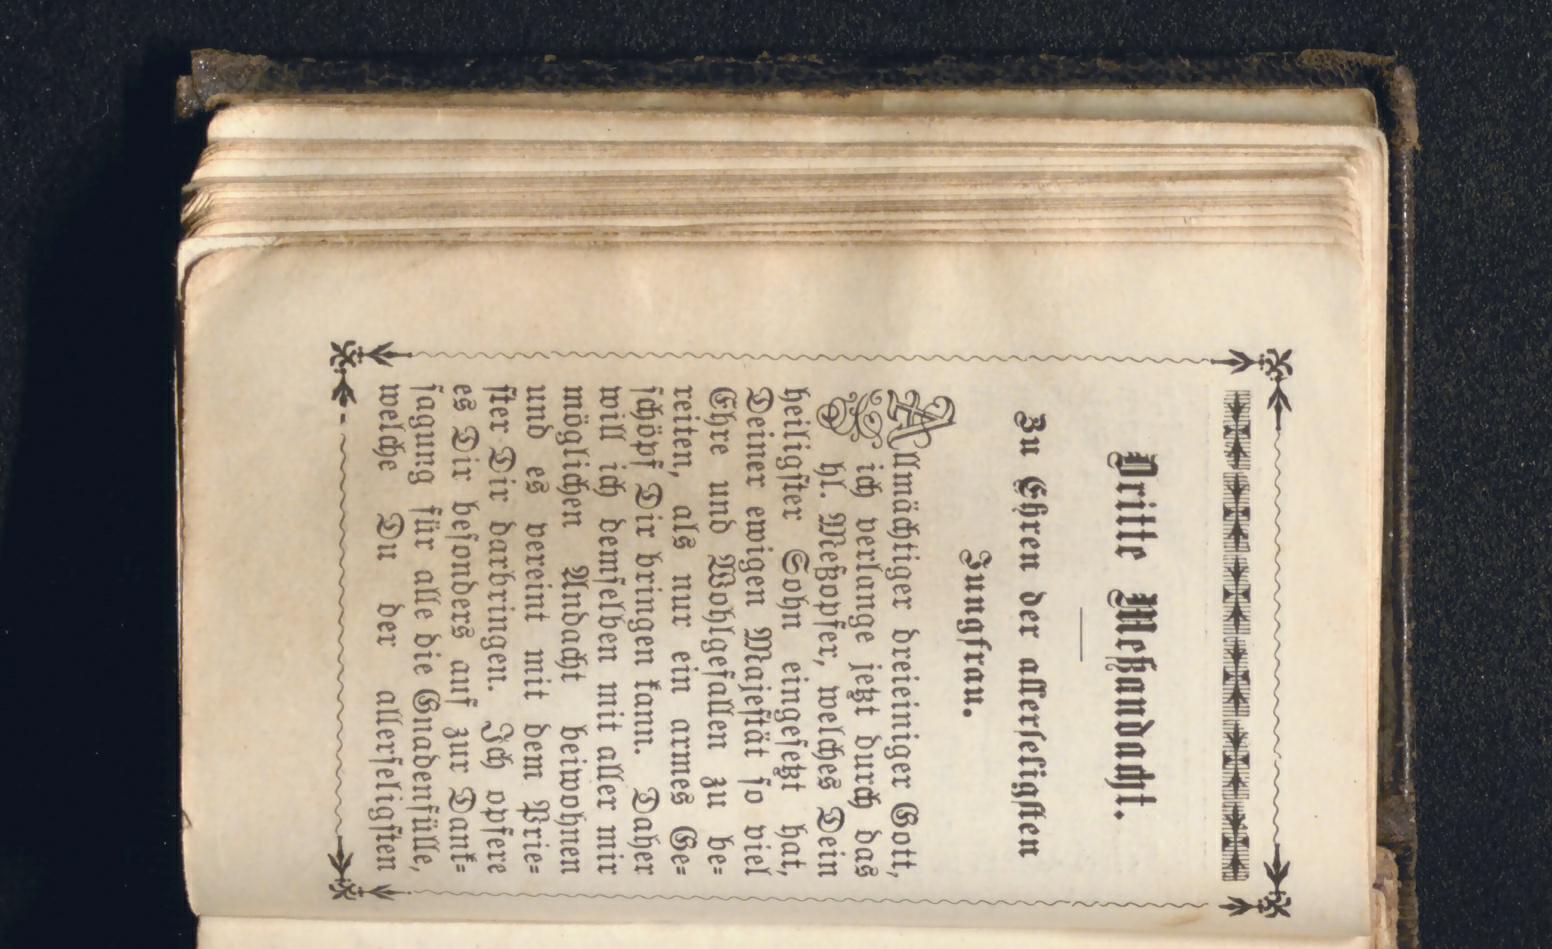 Dritte Meßandacht.
Zu Ehren der allerseligsten
Jungfrau.
Allmächtiger dreieiniger Gott,
ich verlange jetzt durch das
hl. Meßopfer, welches Dein
heiligster Sohn eingesetzt hat,
Deiner ewigen Majestät so viel
Ehre und Wohlgefallen zu be-
reiten, als nur ein armes Ge-
schöpf Dir bringen kann. Daher
will ich demselben mit aller mir
möglichen Andacht beiwohnen
und es vereint mit dem Prie-
ster Dir darbringen. Ich opfere
es Dir besonders auf zur Dank-
sagung für alle die Gnadenfülle,
welche Du der allerseligsten